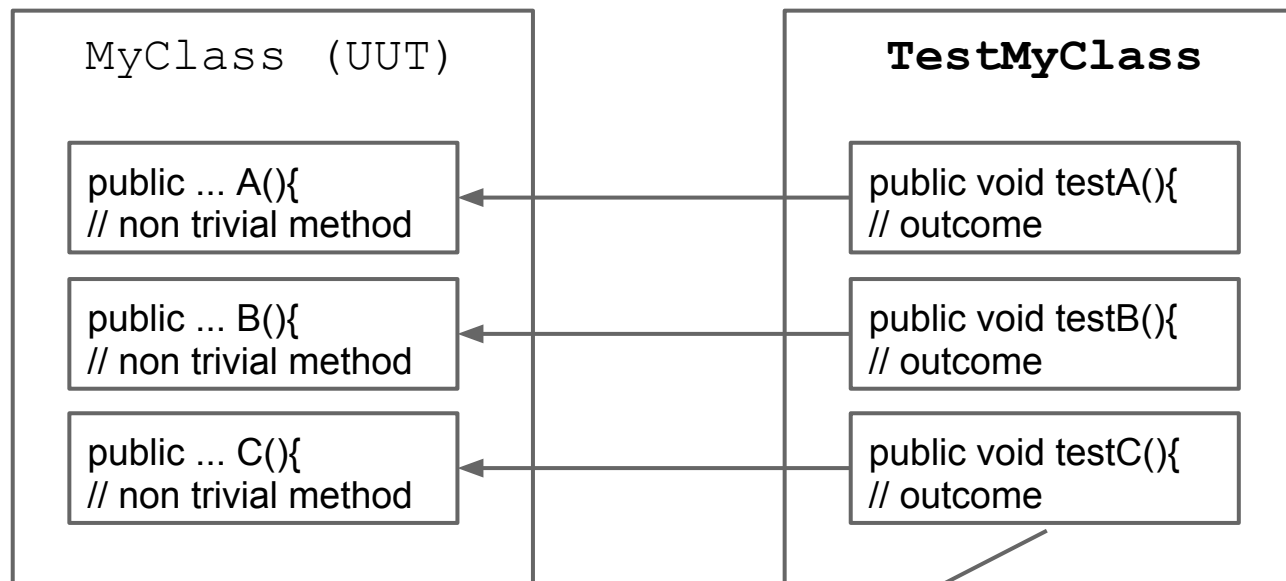 MyClass (UUT)
public ... A(){
// non trivial method
public ... B(){
// non trivial method
public ... C(){
// non trivial method
TestMyClass
public void testA(){
// outcome
public void testB(){
// outcome
public void testC(){
// outcome